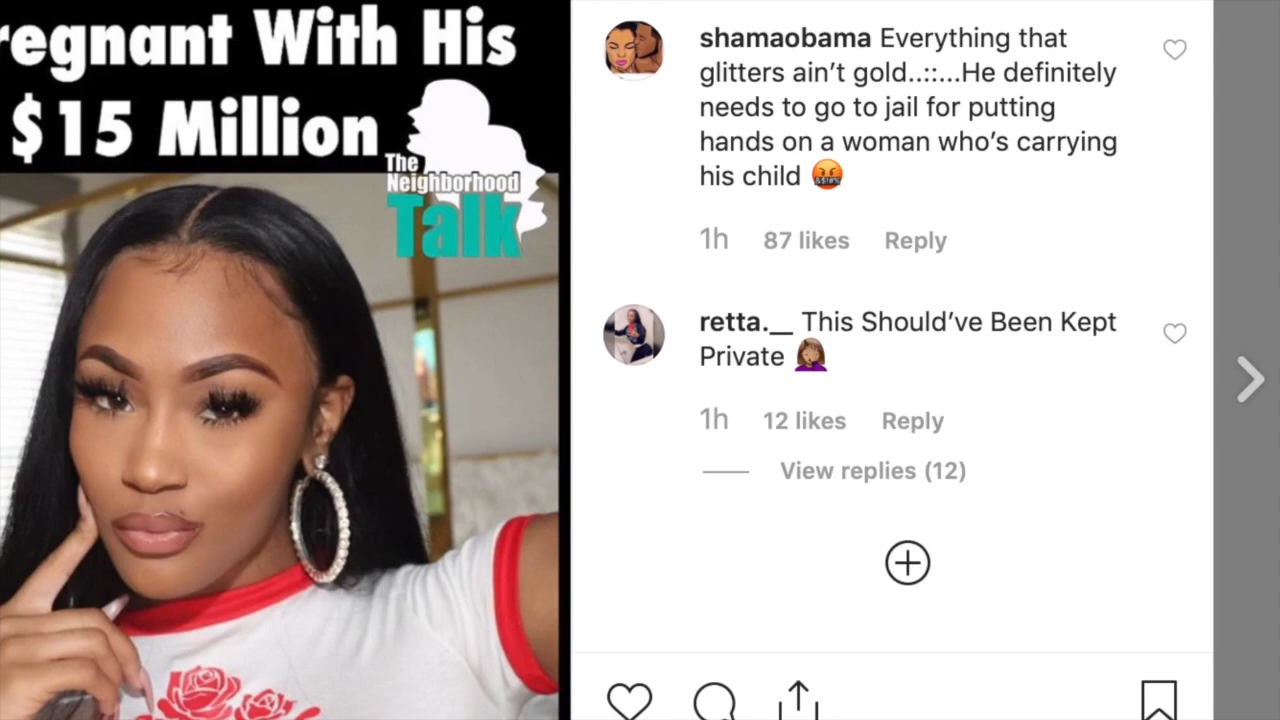 regnant With His
$15 Million
The
Neighborhood
Talk
shamaobama Everything that
glitters ain’t gold..::...He definitely
needs to go to jail for putting
hands on a woman who’s carrying
his child
1h 87 likes Reply
retta.__ This Should’ve Been Kept
Private
1h 12 likes Reply
View replies (12)